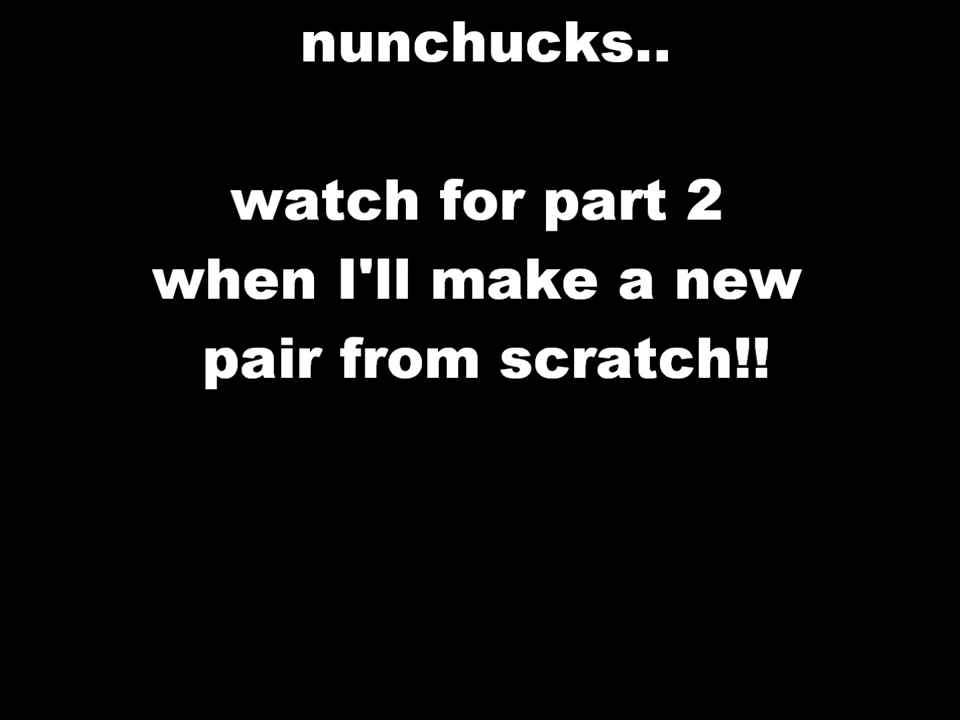 nunchucks..
watch for part 2
when I'll make a new
pair from scratch!!